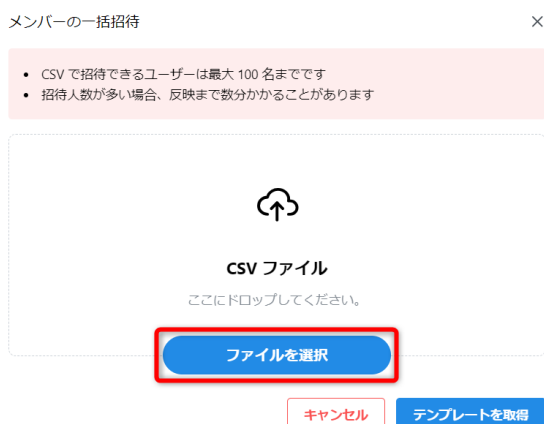 メンバーの一括招待
• CSV で招待できるユーザーは最大 100 名までです
• 招待人数が多い場合、反映まで数分かかることがあります
CSV ファイル
ここにドロップしてください。
ファイルを選択
キャンセル
テンプレートを取得